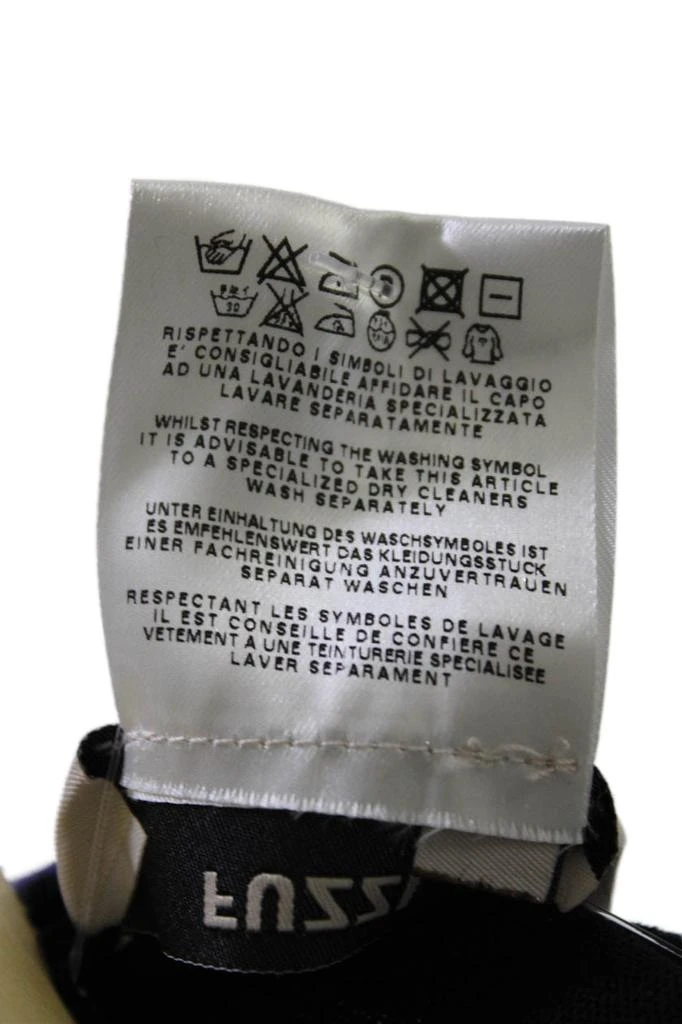 30
RISPETTANDO I SIMBOLI DI LAVAGGIO
E' CONSIGLIABILE AFFIDARE IL CAPO
AD UNA LAVANDERIA SPECIALIZZATA
LAVARE SEPARATAMENTE
WHILST RESPECTING THE WASHING SYMBOL
IT IS ADVISABLE TO TAKE THIS ARTICLE
TO A SPECIALIZED DRY CLEANERS
WASH SEPARATELY
UNTER EINHALTUNG DES WASCHSYMBOLES IST
ES EMPFEHLENSWERT DAS KLEIDUNGSSTUCK
EINER FACHREINIGUNG ANZUVERTRAUEN
SEPARAT WASCHEN
RESPECTANT LES SYMBOLES DE LAVAGE
IL EST CONSEILLE DE CONFIERE CE
VETEMENT A UNE TEINTURERIE SPECIALISEE
LAVER SEPARAMENT
FUZZI